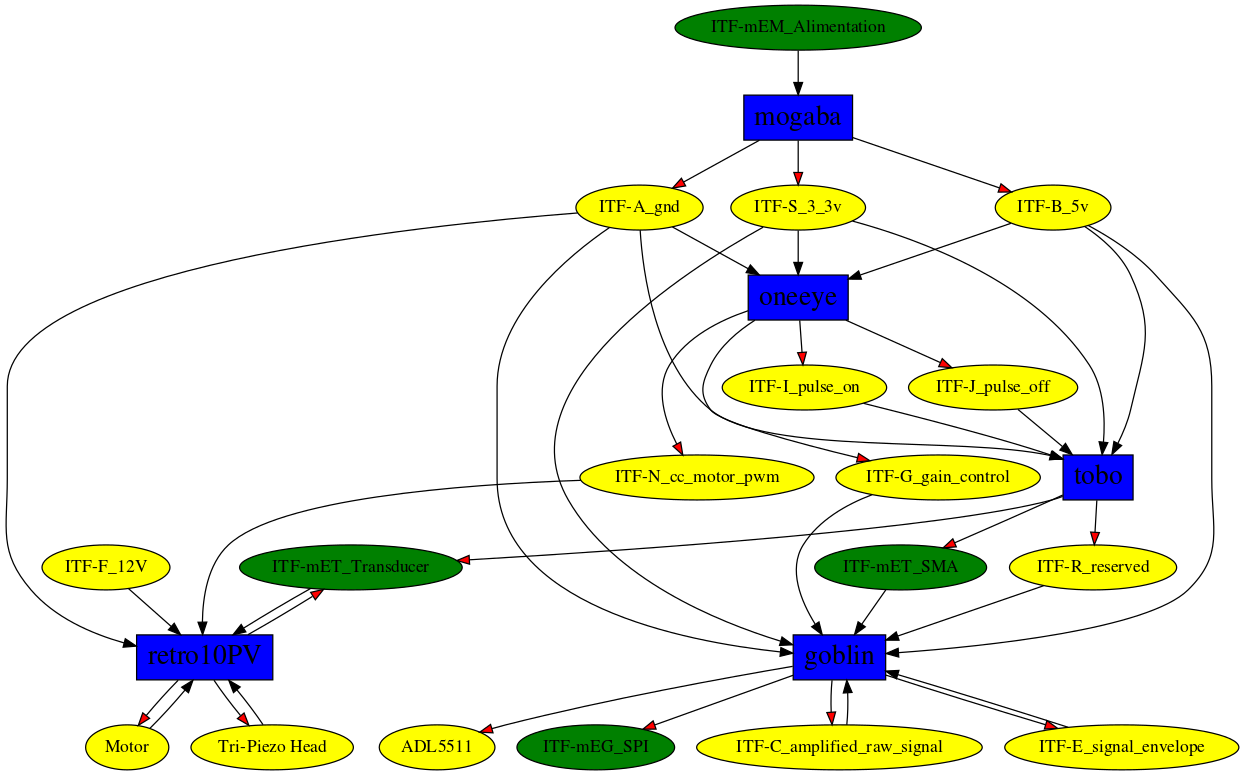 ITF-mEM_Alimentation
mogaba
ITF-A_gnd
ITF-S_3_3v
ITF-B_5v
oneeye
ITF-I_pulse_on
ITF-J_pulse_off
ITF-N_cc_motor_pwm
ITF-G_gain_control
tobo
ITF-F_12V
ITF-mET_Transducer
ITF-mET_SMA
ITF-R_reserved
retro10PV
goblin
Motor
Tri-Piezo Head
ADL5511
ITF-mEG_SPI
ITF-C_amplified_raw_signal
ITF-E_signal_envelope